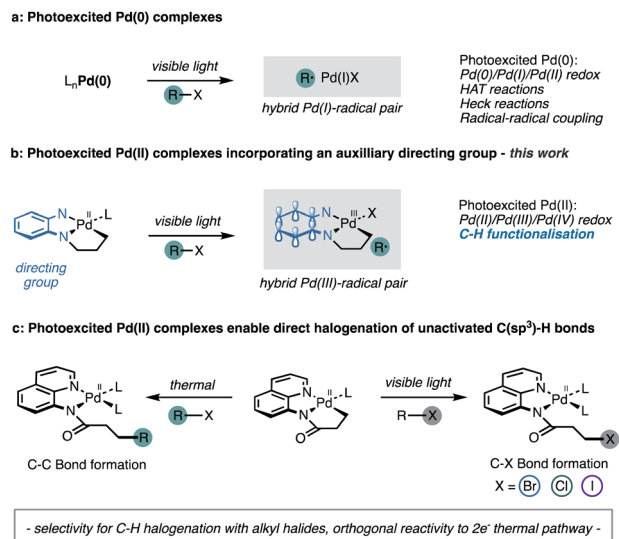 a: Photoexcited Pd(0) complexes
LnPd(0)
visible light
R–X
R• Pd(I)X
hybrid Pd(I)-radical pair
Photoexcited Pd(0):
Pd(0)/Pd(I)/Pd(II) redox
HAT reactions
Heck reactions
Radical-radical coupling
b: Photoexcited Pd(II) complexes incorporating an auxilliary directing group - this work
N
N
II
Pd
L
directing
group
visible light
R–X
N
N
III
Pd
X
R•
hybrid Pd(III)-radical pair
Photoexcited Pd(II):
Pd(II)/Pd(III)/Pd(IV) redox
C-H functionalisation
c: Photoexcited Pd(II) complexes enable direct halogenation of unactivated C(sp3)-H bonds
N
N
II
Pd
L
L
O
R
C-C Bond formation
thermal
R–X
N
N
II
Pd
L
O
visible light
R–X
N
N
II
Pd
L
L
O
X
C-X Bond formation
X = Br Cl I
- selectivity for C-H halogenation with alkyl halides, orthogonal reactivity to 2e- thermal pathway -